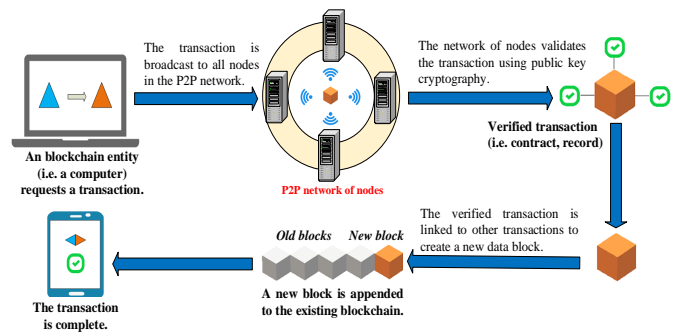 The transaction is
broadcast to all nodes
in the P2P network.
The network of nodes validates
the transaction using public key
cryptography.
An blockchain entity
(i.e. a computer)
requests a transaction.
P2P network of nodes
Verified transaction
(i.e. contract, record)
The verified transaction is
linked to other transactions to
create a new data block.
Old blocks New block
A new block is appended
to the existing blockchain.
The transaction
is complete.